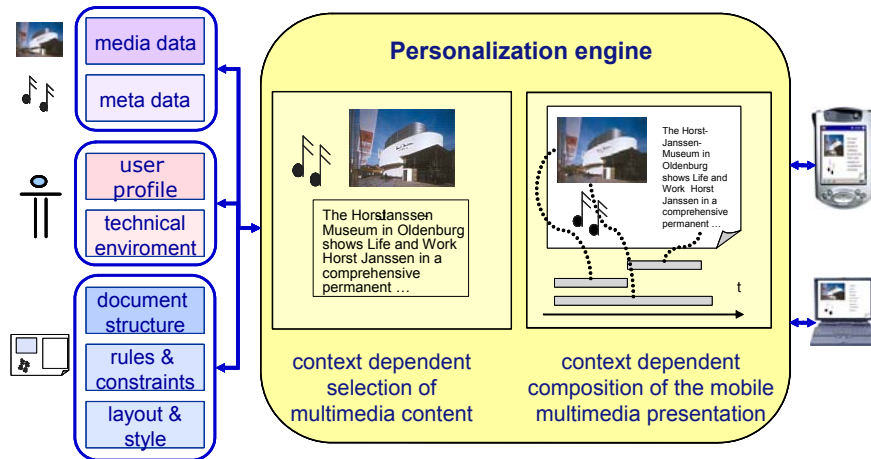 media data
meta data
user
profile
technical
enviroment
document
structure
rules &
constraints
layout &
style
Personalization engine
The HorstJanssen-
Museum in Oldenburg
shows Life and Work
Horst Janssen in a
comprehensive
permanent …
context dependent
selection of
multimedia content
The Horst-
Janssen-
Museum in
Oldenburg
shows Life and
Work Horst
Janssen in a
comprehensive
permanent …
t
context dependent
composition of the mobile
multimedia presentation